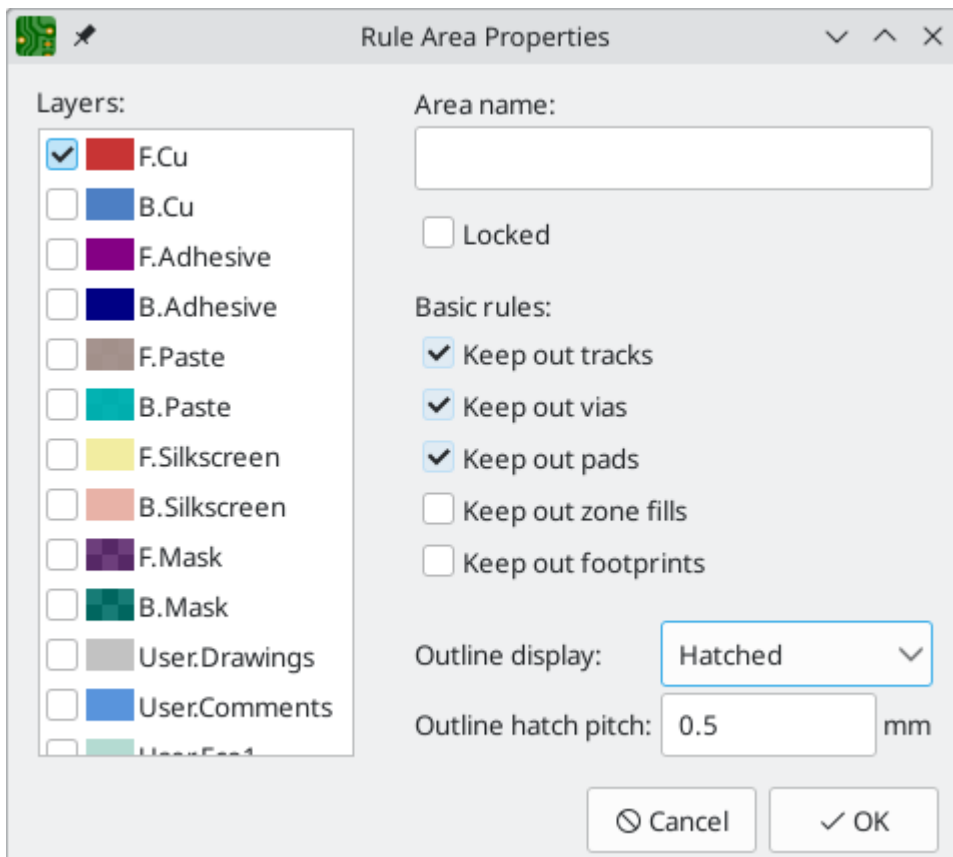 Rule Area Properties
Layers:
F.Cu
B.Cu
F.Adhesive
B.Adhesive
F.Paste
B.Paste
F.Silkscreen
B.Silkscreen
F.Mask
B.Mask
User.Drawings
User.Comments
User.Eco1
Area name:
Locked
Basic rules:
Keep out tracks
Keep out vias
Keep out pads
Keep out zone fills
Keep out footprints
Outline display: Hatched
Outline hatch pitch: 0.5 mm
Cancel OK